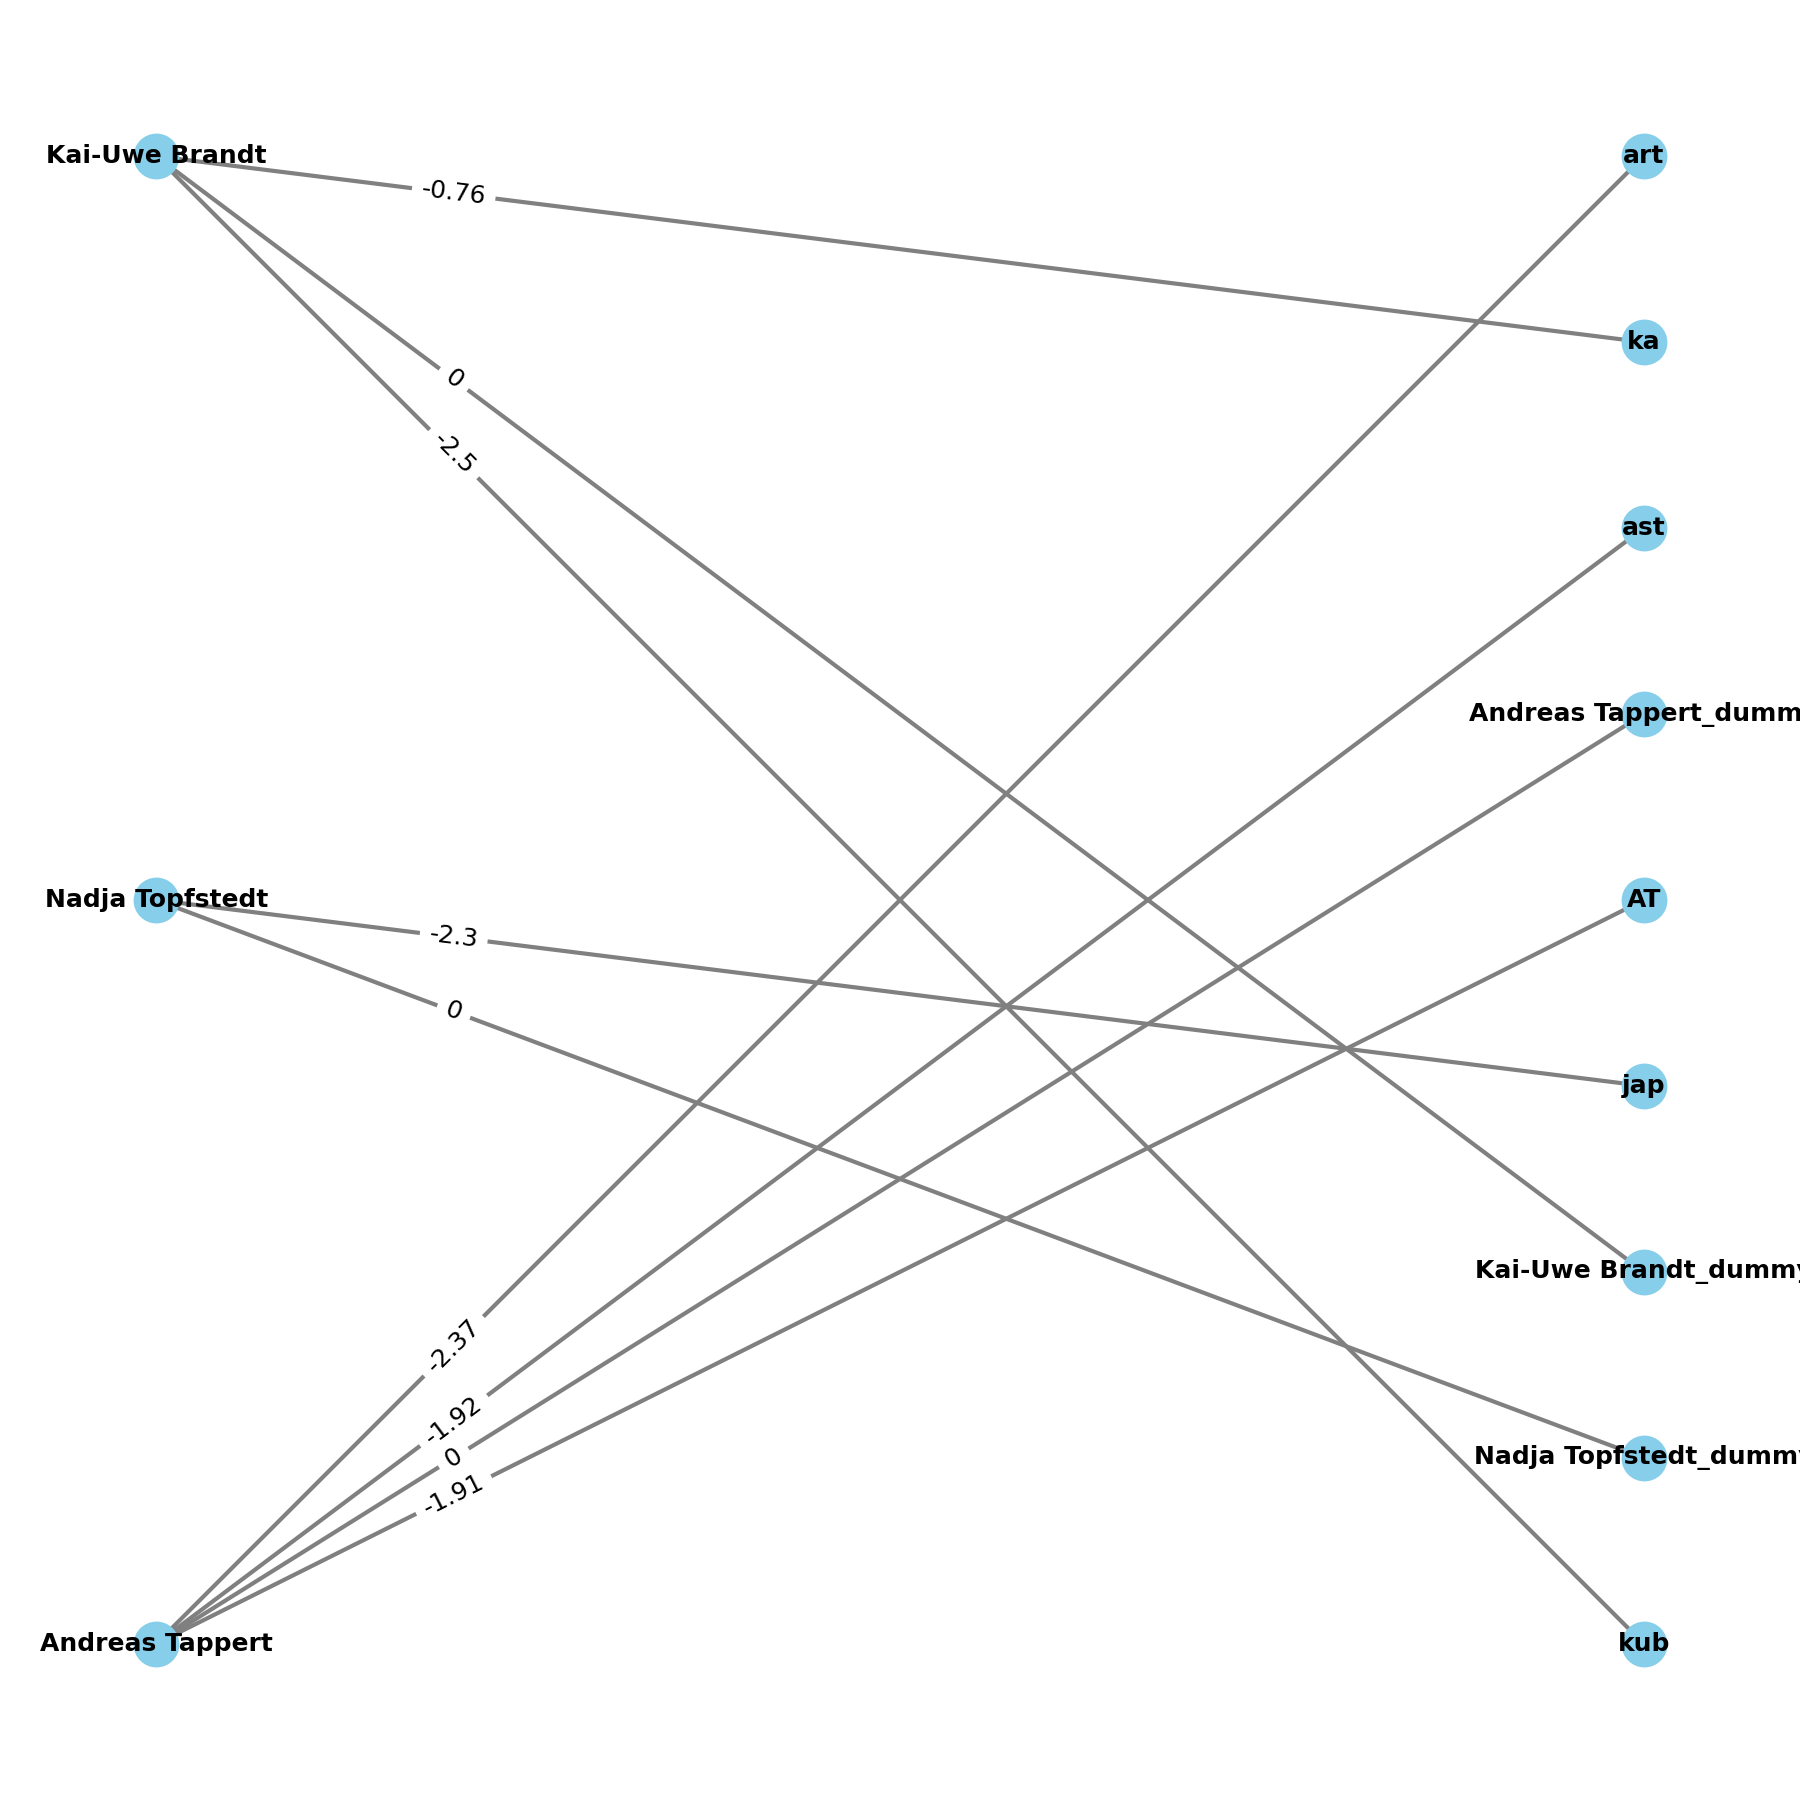 Kai-Uwe Brandt
art
-0.76
ka
0
-2.5
ast
Andreas Tappert_dumm
Nadja Topfstedt
AT
-2.3
0
jap
Kai-Uwe Brandt_dummy
-2.37
-1.92
0
Nadja Topfstedt_dummy
-1.91
Andreas Tappert
kub